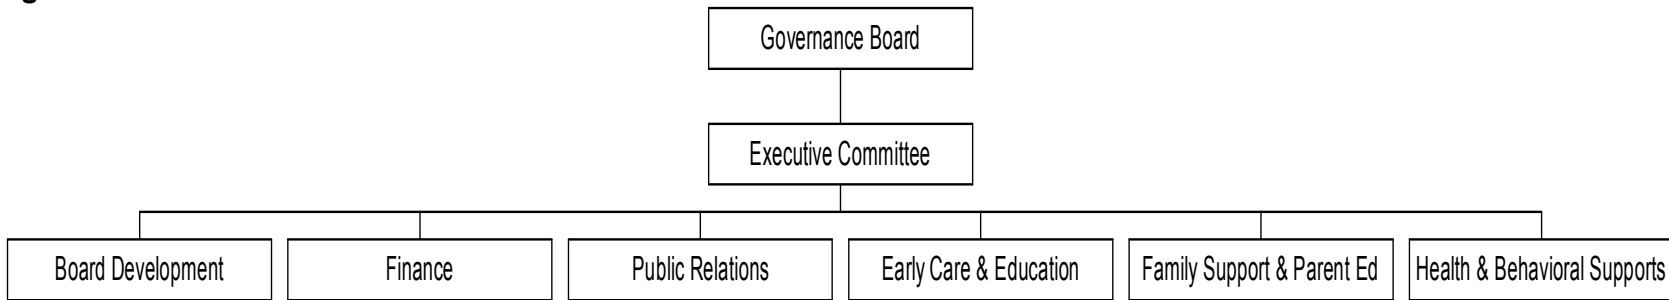 Governance Board
Executive Committee
Board Development
Finance
Public Relations
Early Care & Education
Family Support & Parent Ed
Health & Behavioral Supports